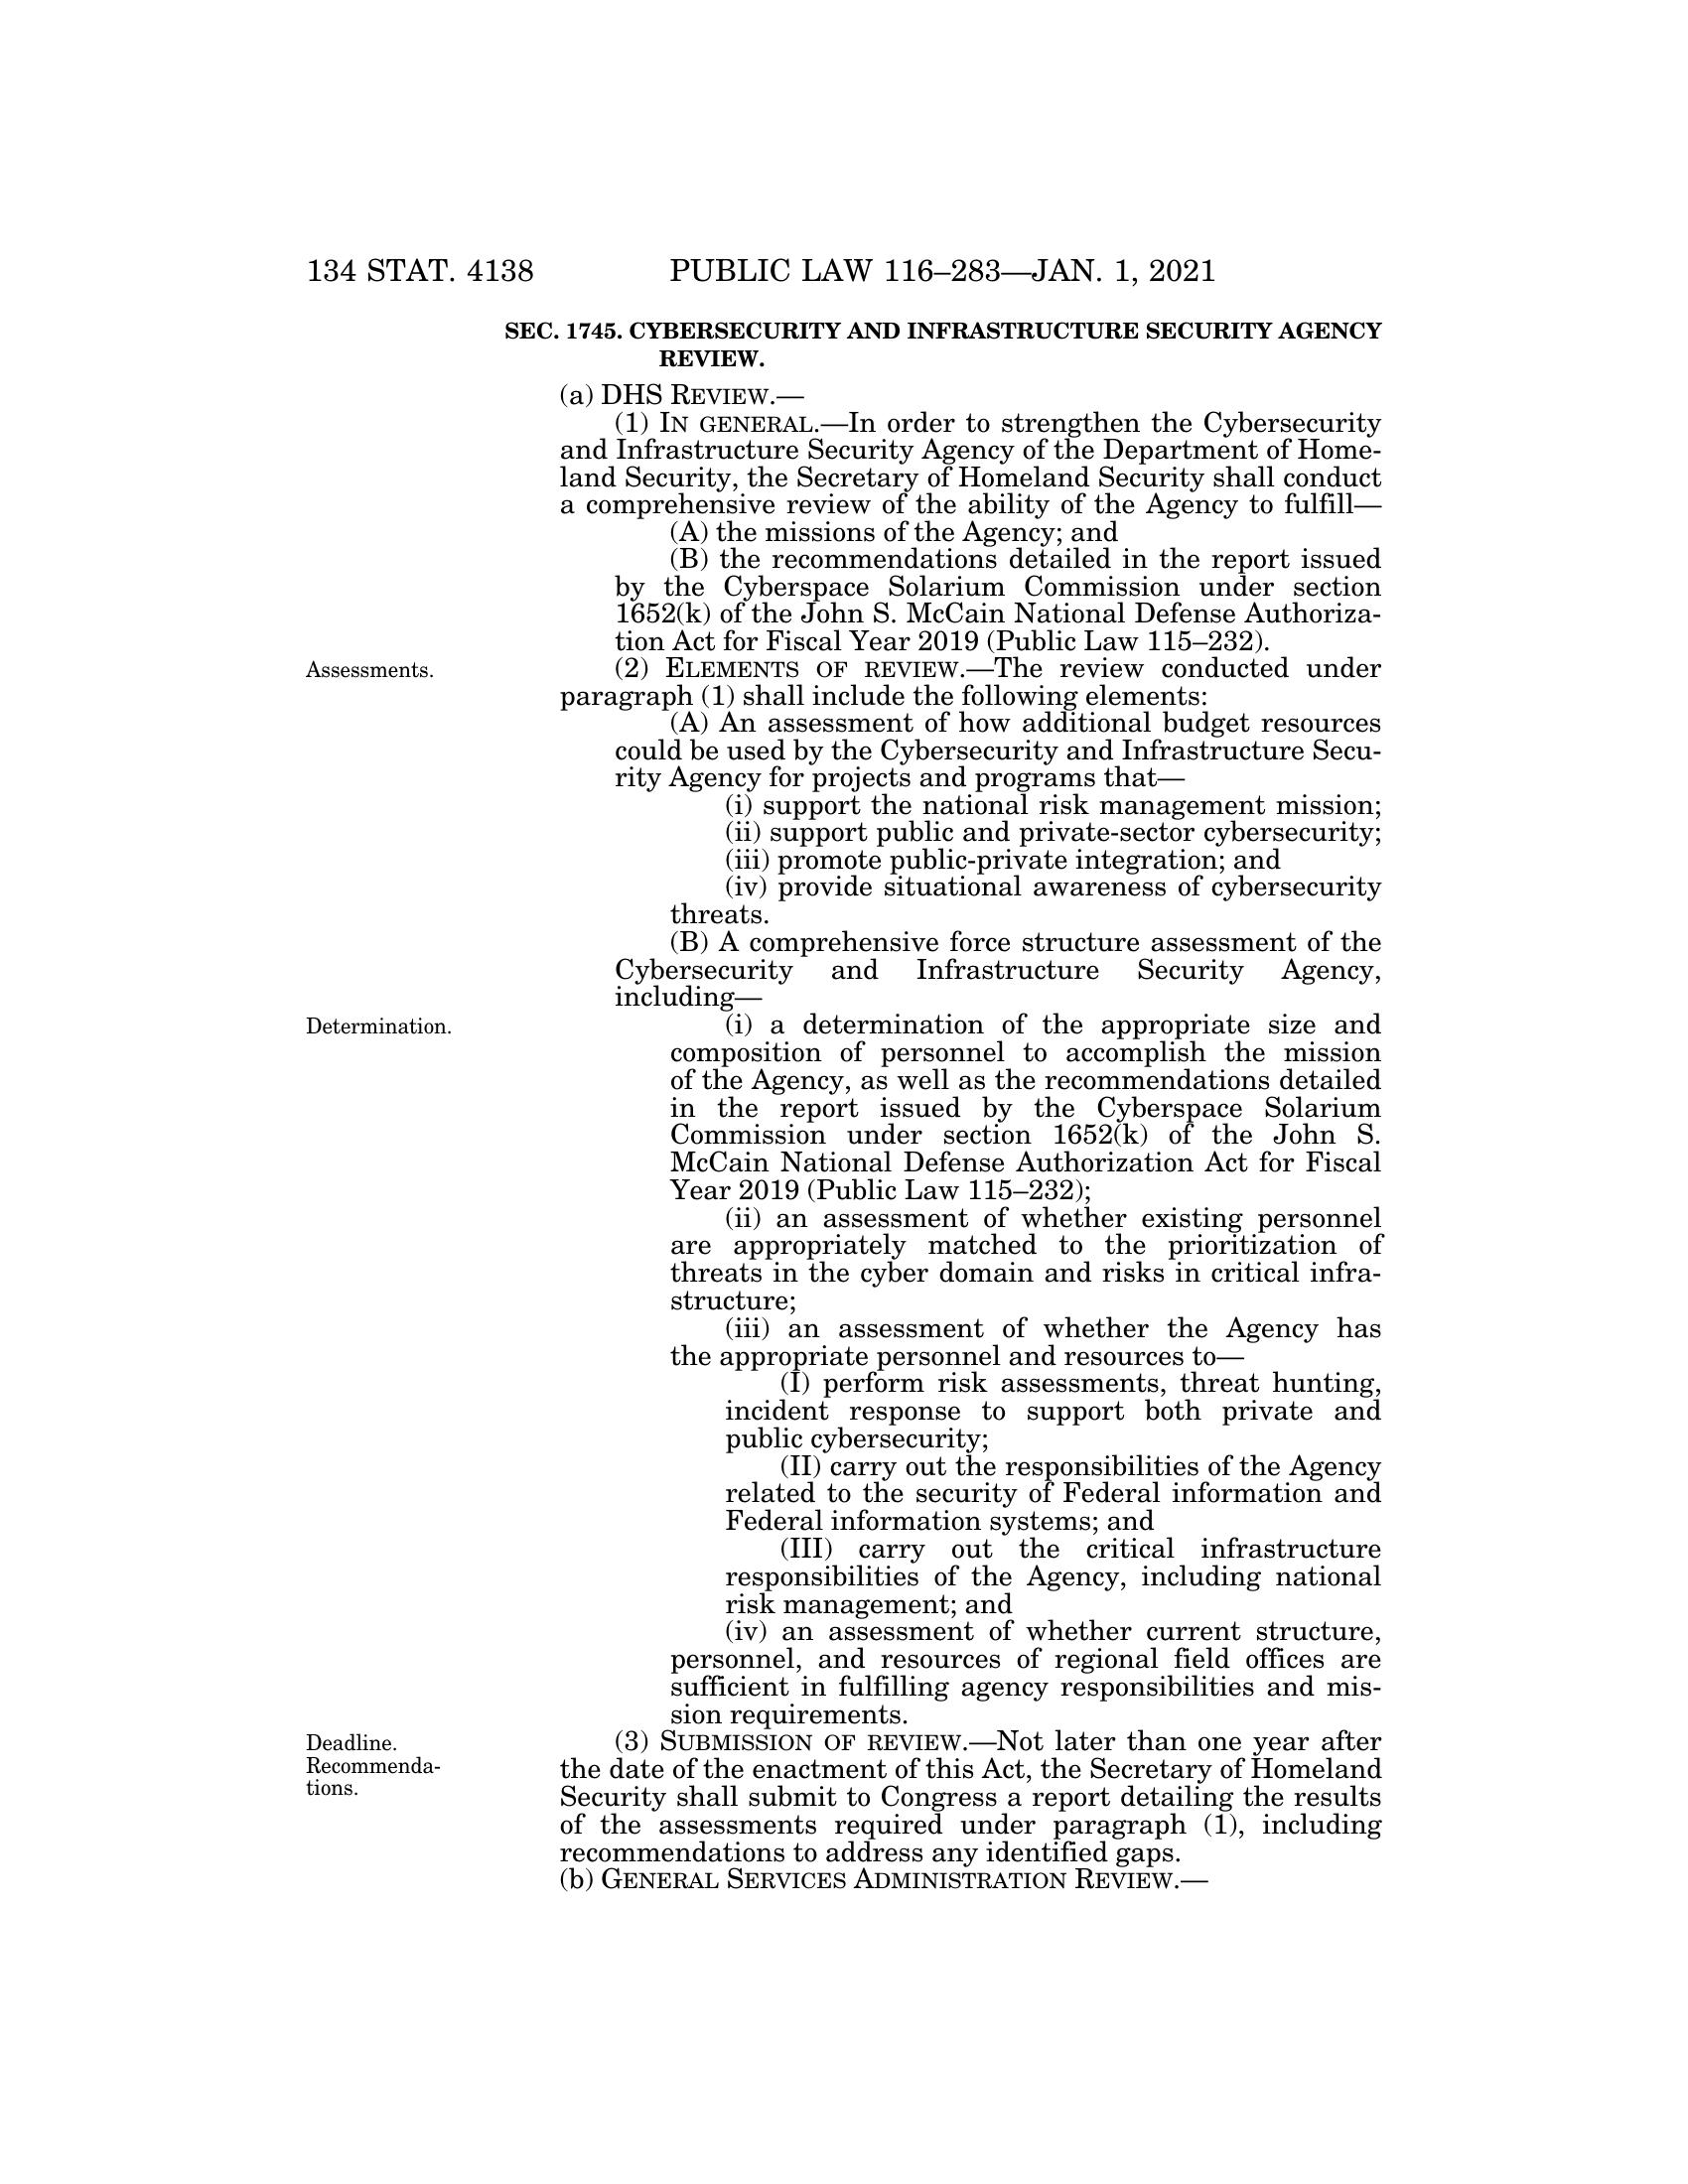 134 STAT. 4138 PUBLIC LAW 116–283—JAN. 1, 2021
SEC. 1745. CYBERSECURITY AND INFRASTRUCTURE SECURITY AGENCY
REVIEW.
(a) DHS REVIEW.—
(1) IN GENERAL.—In order to strengthen the Cybersecurity
and Infrastructure Security Agency of the Department of Home-
land Security, the Secretary of Homeland Security shall conduct
a comprehensive review of the ability of the Agency to fulfill—
(A) the missions of the Agency; and
(B) the recommendations detailed in the report issued
by the Cyberspace Solarium Commission under section
1652(k) of the John S. McCain National Defense Authoriza-
tion Act for Fiscal Year 2019 (Public Law 115–232).
Assessments.
(2) ELEMENTS OF REVIEW.—The review conducted under
paragraph (1) shall include the following elements:
(A) An assessment of how additional budget resources
could be used by the Cybersecurity and Infrastructure Secu-
rity Agency for projects and programs that—
(i) support the national risk management mission;
(ii) support public and private-sector cybersecurity;
(iii) promote public-private integration; and
(iv) provide situational awareness of cybersecurity
threats.
(B) A comprehensive force structure assessment of the
Cybersecurity and Infrastructure Security Agency,
including—
Determination.
(i) a determination of the appropriate size and
composition of personnel to accomplish the mission
of the Agency, as well as the recommendations detailed
in the report issued by the Cyberspace Solarium
Commission under section 1652(k) of the John S.
McCain National Defense Authorization Act for Fiscal
Year 2019 (Public Law 115–232);
(ii) an assessment of whether existing personnel
are appropriately matched to the prioritization of
threats in the cyber domain and risks in critical infra-
structure;
(iii) an assessment of whether the Agency has
the appropriate personnel and resources to—
(I) perform risk assessments, threat hunting,
incident response to support both private and
public cybersecurity;
(II) carry out the responsibilities of the Agency
related to the security of Federal information and
Federal information systems; and
(III) carry out the critical infrastructure
responsibilities of the Agency, including national
risk management; and
(iv) an assessment of whether current structure,
personnel, and resources of regional field offices are
sufficient in fulfilling agency responsibilities and mis-
sion requirements.
Deadline.
Recommenda-
tions.
(3) SUBMISSION OF REVIEW.—Not later than one year after
the date of the enactment of this Act, the Secretary of Homeland
Security shall submit to Congress a report detailing the results
of the assessments required under paragraph (1), including
recommendations to address any identified gaps.
(b) GENERAL SERVICES ADMINISTRATION REVIEW.—